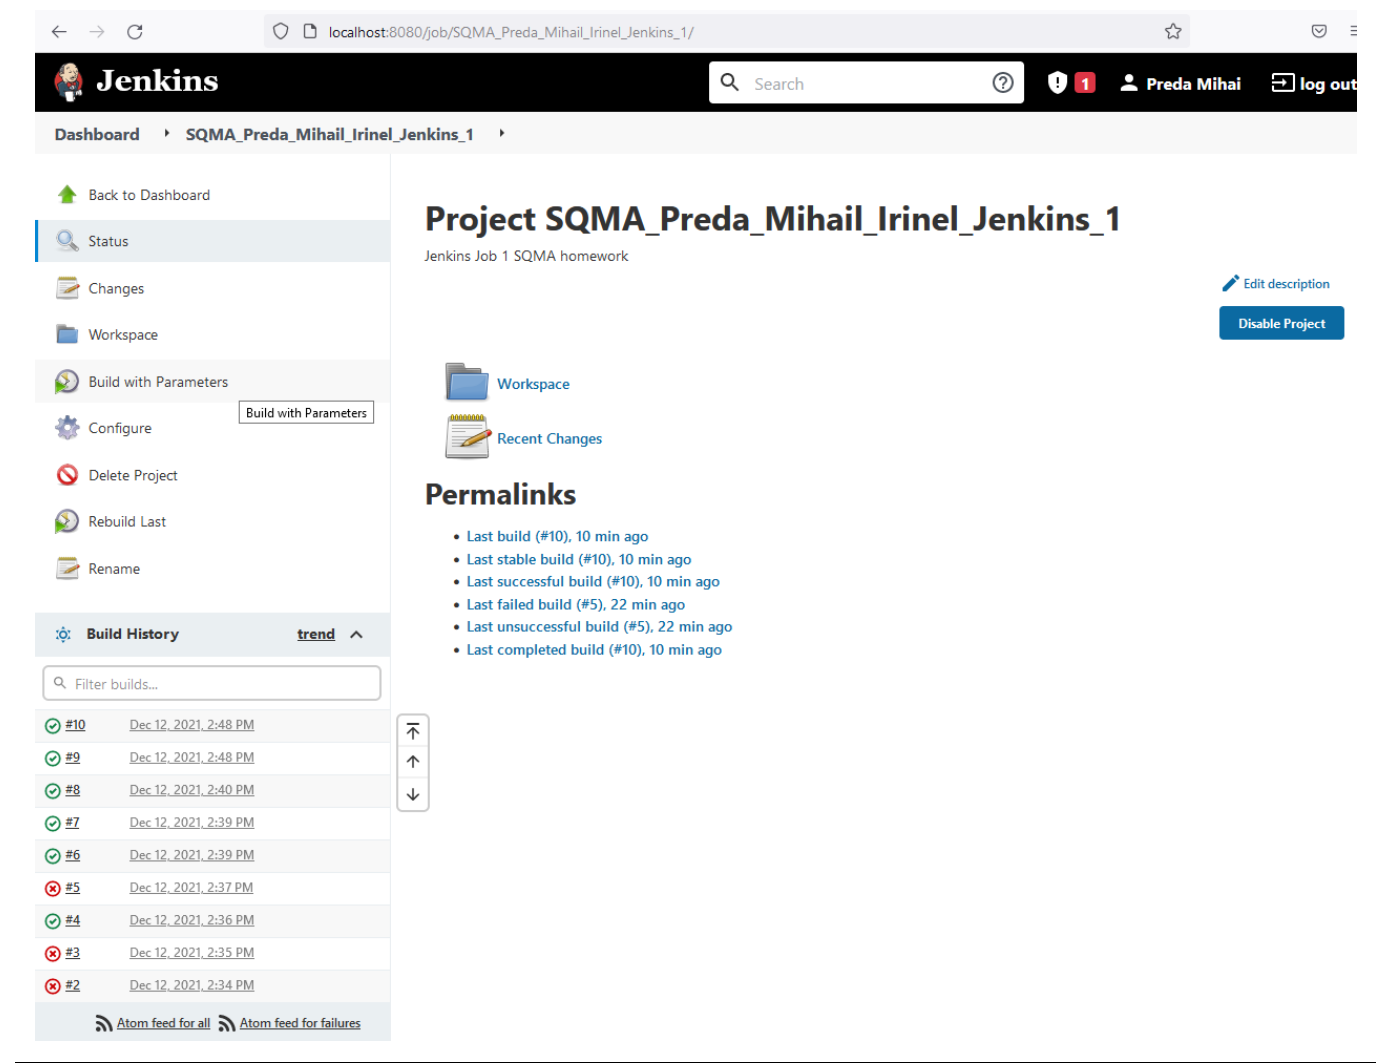 localhost:8080/job/SQMA_Preda_Mihail_Irinel_Jenkins_1/
Jenkins
Search
1
Preda Mihai
log out
Dashboard
SQMA_Preda_Mihail_Irinel_Jenkins_1
Back to Dashboard
Status
Changes
Workspace
Build with Parameters
Build with Parameters
Configure
Delete Project
Rebuild Last
Rename
Project SQMA_Preda_Mihail_Irinel_Jenkins_1
Jenkins Job 1 SQMA homework
Edit description
Disable Project
Workspace
Recent Changes
Permalinks
Last build (#10), 10 min ago
Last stable build (#10), 10 min ago
Last successful build (#10), 10 min ago
Last failed build (#5), 22 min ago
Last unsuccessful build (#5), 22 min ago
Last completed build (#10), 10 min ago
Build History trend
Filter builds...
#10 Dec 12, 2021, 2:48 PM
#9 Dec 12, 2021, 2:48 PM
#8 Dec 12, 2021, 2:40 PM
#7 Dec 12, 2021, 2:39 PM
#6 Dec 12, 2021, 2:39 PM
#5 Dec 12, 2021, 2:37 PM
#4 Dec 12, 2021, 2:36 PM
#3 Dec 12, 2021, 2:35 PM
#2 Dec 12, 2021, 2:34 PM
Atom feed for all Atom feed for failures